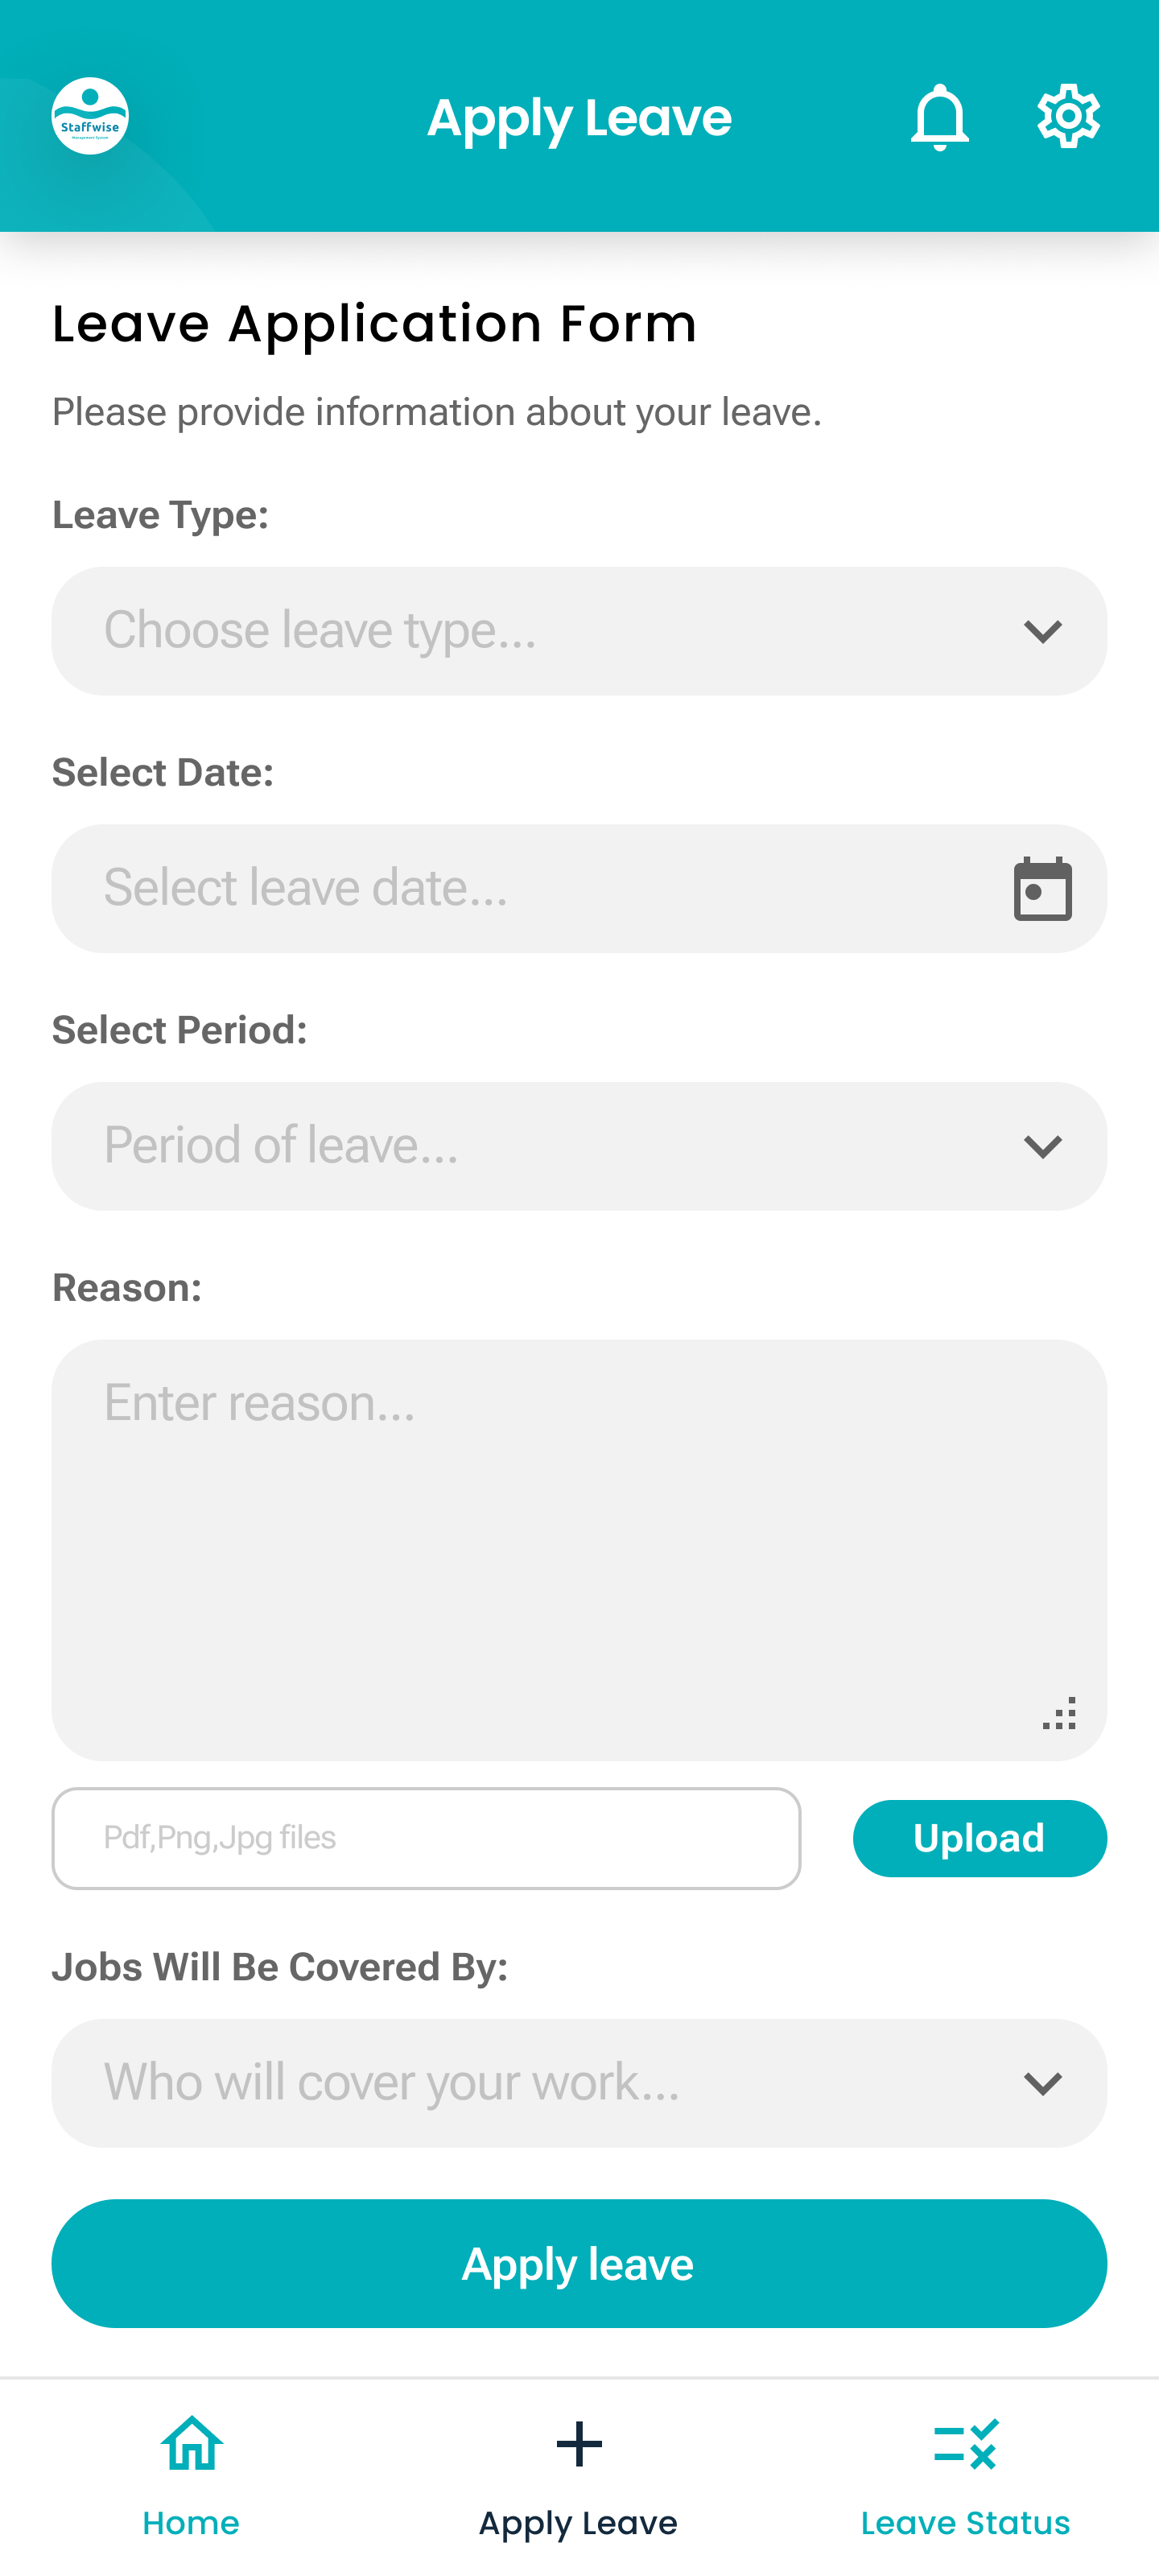 Staffwise
Management System
Apply Leave
Leave Application Form
Please provide information about your leave.
Leave Type:
Choose leave type...
Select Date:
Select leave date...
Select Period:
Period of leave...
Reason:
Enter reason...
Pdf,Png,Jpg files
Upload
Jobs Will Be Covered By:
Who will cover your work...
Apply leave
Home
Apply Leave
Leave Status